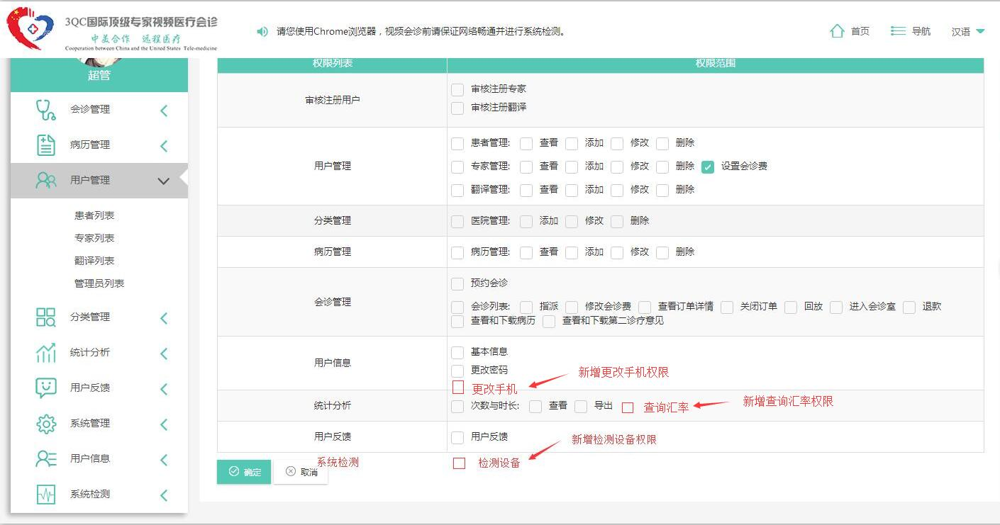 3QC国际顶级专家视频医疗会诊
中美合作 远程医疗
Cooperation between China and the United States Tele-medicine
请您使用Chrome浏览器，视频会诊前请保证网络畅通并进行系统检测。
首页
导航
汉语
超管
会诊管理
病历管理
用户管理
患者列表
专家列表
翻译列表
管理员列表
分类管理
统计分析
用户反馈
系统管理
用户信息
系统检测
权限列表 权限范围
审核注册用户
审核注册专家
审核注册翻译
用户管理
患者管理: 查看 添加 修改 删除
专家管理: 查看 添加 修改 删除 设置会诊费
翻译管理: 查看 添加 修改 删除
分类管理
医院管理: 添加 修改 删除
病历管理
病历管理: 查看 添加 修改 删除
会诊管理
预约会诊
会诊列表: 指派 修改会诊费 查看订单详情 关闭订单 回放 进入会诊室 退款
查看和下载病历 查看和下载第二诊疗意见
用户信息
基本信息
更改密码
更改手机 新增更改手机权限
统计分析
次数与时长: 查看 导出 查询汇率 新增查询汇率权限
用户反馈
用户反馈
新增检测设备权限
系统检测 检测设备
确定 取消